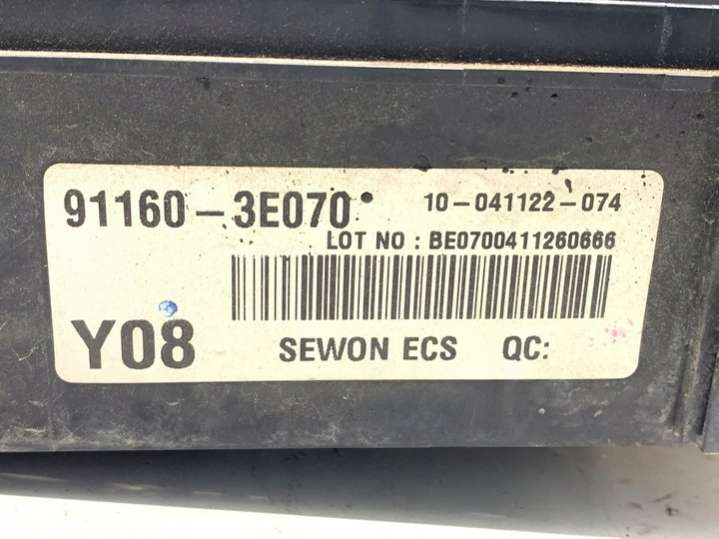 91160-3E070 10-041122-074
LOT NO : BE0700411260666
Y08 SEWON ECS QC: